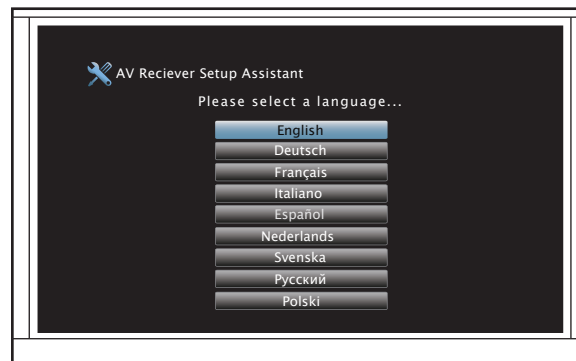 AV Reciever Setup Assistant
Please select a language...
English
Deutsch
Français
Italiano
Español
Nederlands
Svenska
Русский
Polski